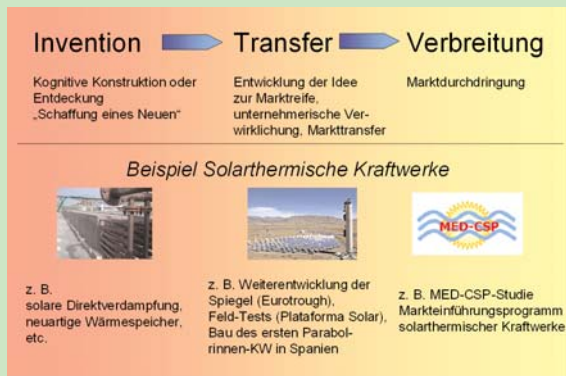 Invention
Transfer
Verbreitung
Kognitive Konstruktion oder
Entdeckung
„Schaffung eines Neuen“
Entwicklung der Idee
zur Marktreife,
unternehmerische Ver-
wirklichung, Markttransfer
Marktdurchdringung
Beispiel Solarthermische Kraftwerke
MED-CSP
z. B.
solare Direktverdampfung,
neuartige Wärmespeicher,
etc.
z. B. Weiterentwicklung der
Spiegel (Eurotrough),
Feld-Tests (Plataforma Solar),
Bau des ersten Parabol-
rinnen-KW in Spanien
z. B. MED-CSP-Studie
Markteinführungsprogramm
solarthermischer Kraftwerke